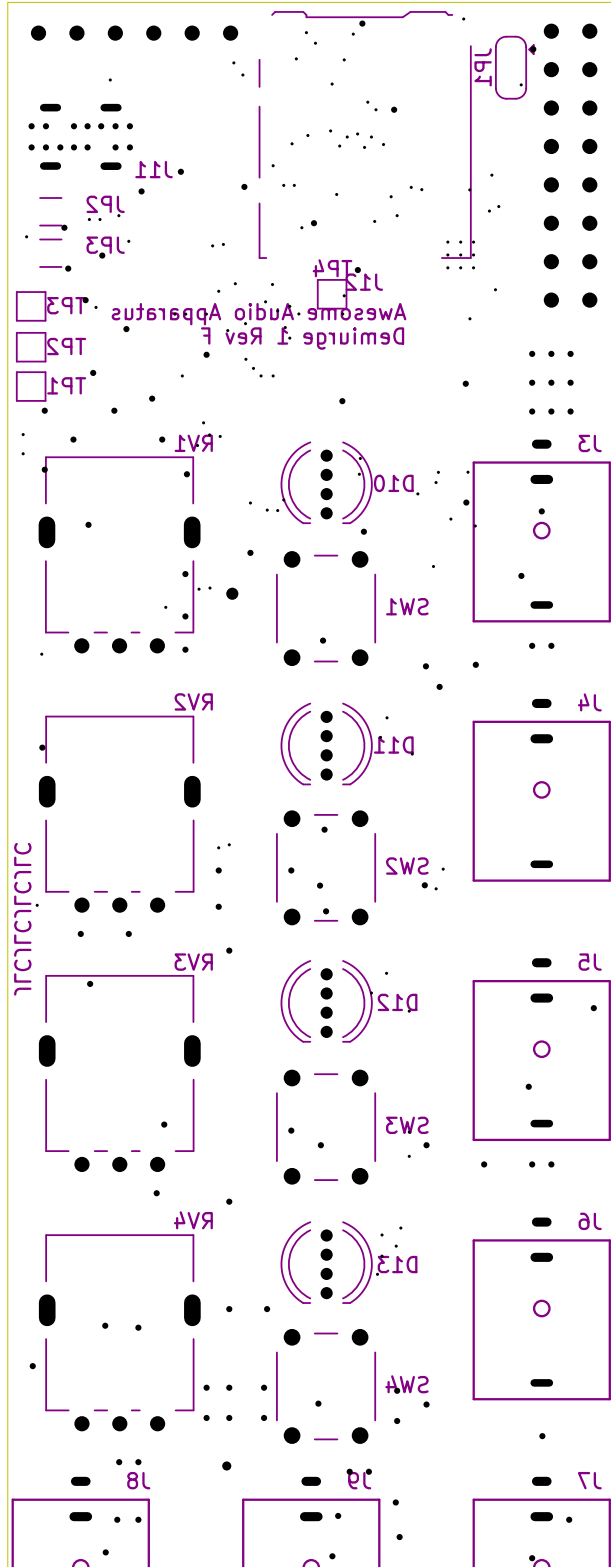 JP1
J11
JP2
JP3
TP4
J12
TP3
Awesome Audio Apparatus
Demiurge 1 Rev F
TP2
TP1
RV1
J3
D10
SW1
RV2
J4
D11
SW2
JLCJLCJLCJLC
RV3
J5
D12
SW3
RV4
J6
D13
SW4
J8
J9
J7